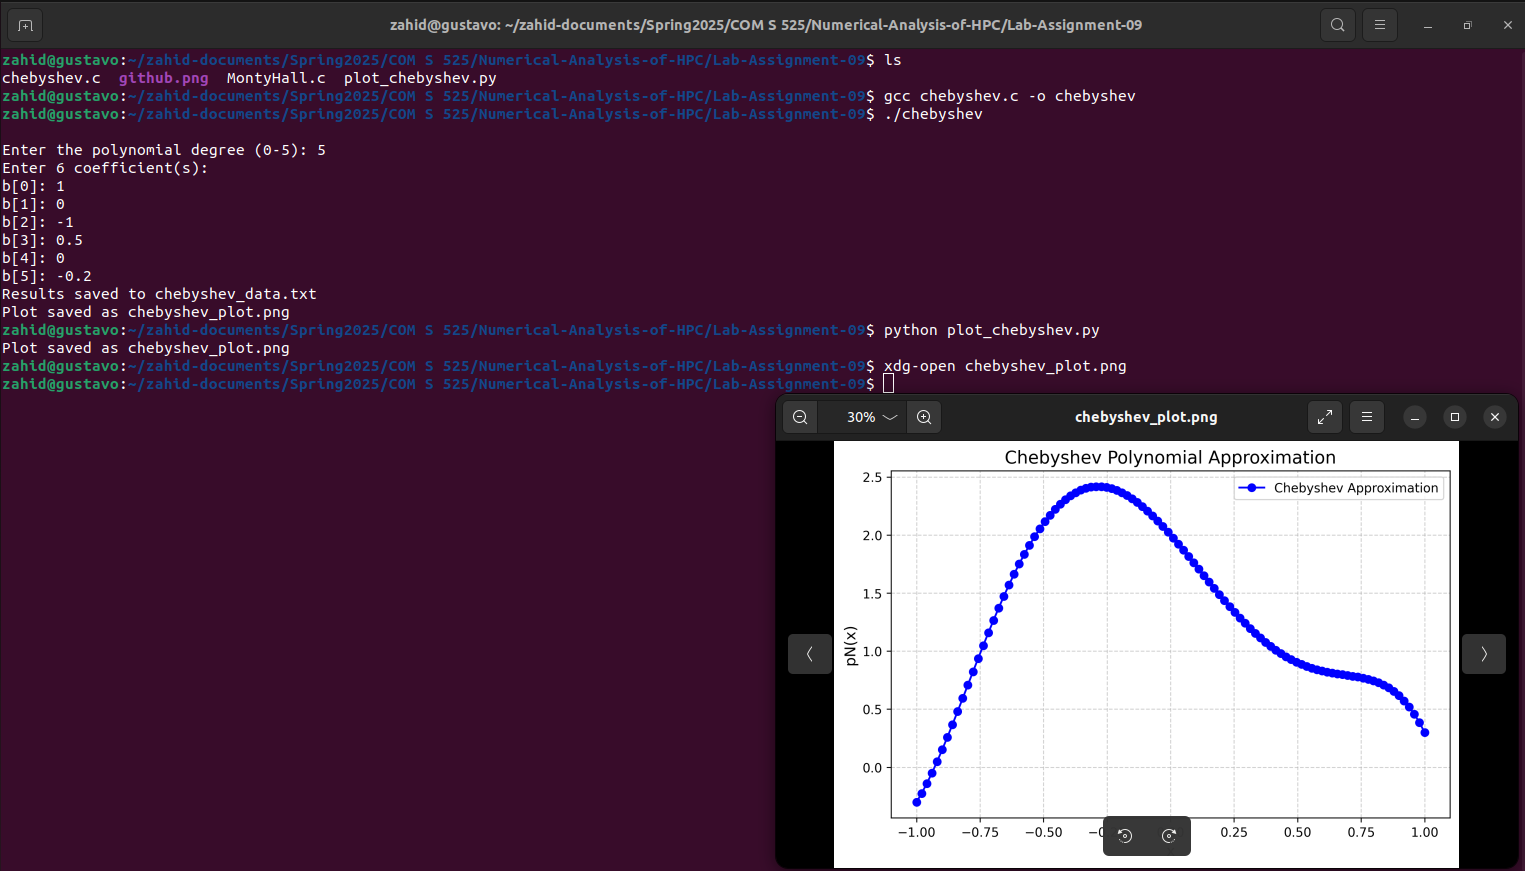 zahid@gustavo: ~/zahid-documents/Spring2025/COM S 525/Numerical-Analysis-of-HPC/Lab-Assignment-09
zahid@gustavo:~/zahid-documents/Spring2025/COM S 525/Numerical-Analysis-of-HPC/Lab-Assignment-09$ ls
chebyshev.c  github.png  MontyHall.c  plot_chebyshev.py
zahid@gustavo:~/zahid-documents/Spring2025/COM S 525/Numerical-Analysis-of-HPC/Lab-Assignment-09$ gcc chebyshev.c -o chebyshev
zahid@gustavo:~/zahid-documents/Spring2025/COM S 525/Numerical-Analysis-of-HPC/Lab-Assignment-09$ ./chebyshev
Enter the polynomial degree (0-5): 5
Enter 6 coefficient(s):
b[0]: 1
b[1]: 0
b[2]: -1
b[3]: 0.5
b[4]: 0
b[5]: -0.2
Results saved to chebyshev_data.txt
Plot saved as chebyshev_plot.png
zahid@gustavo:~/zahid-documents/Spring2025/COM S 525/Numerical-Analysis-of-HPC/Lab-Assignment-09$ python plot_chebyshev.py
Plot saved as chebyshev_plot.png
zahid@gustavo:~/zahid-documents/Spring2025/COM S 525/Numerical-Analysis-of-HPC/Lab-Assignment-09$ xdg-open chebyshev_plot.png
zahid@gustavo:~/zahid-documents/Spring2025/COM S 525/Numerical-Analysis-of-HPC/Lab-Assignment-09$
30% chebyshev_plot.png
Chebyshev Polynomial Approximation
Chebyshev Approximation
pN(x)
2.5
2.0
1.5
1.0
0.5
0.0
−1.00 −0.75 −0.50 0.25 0.50 0.75 1.00